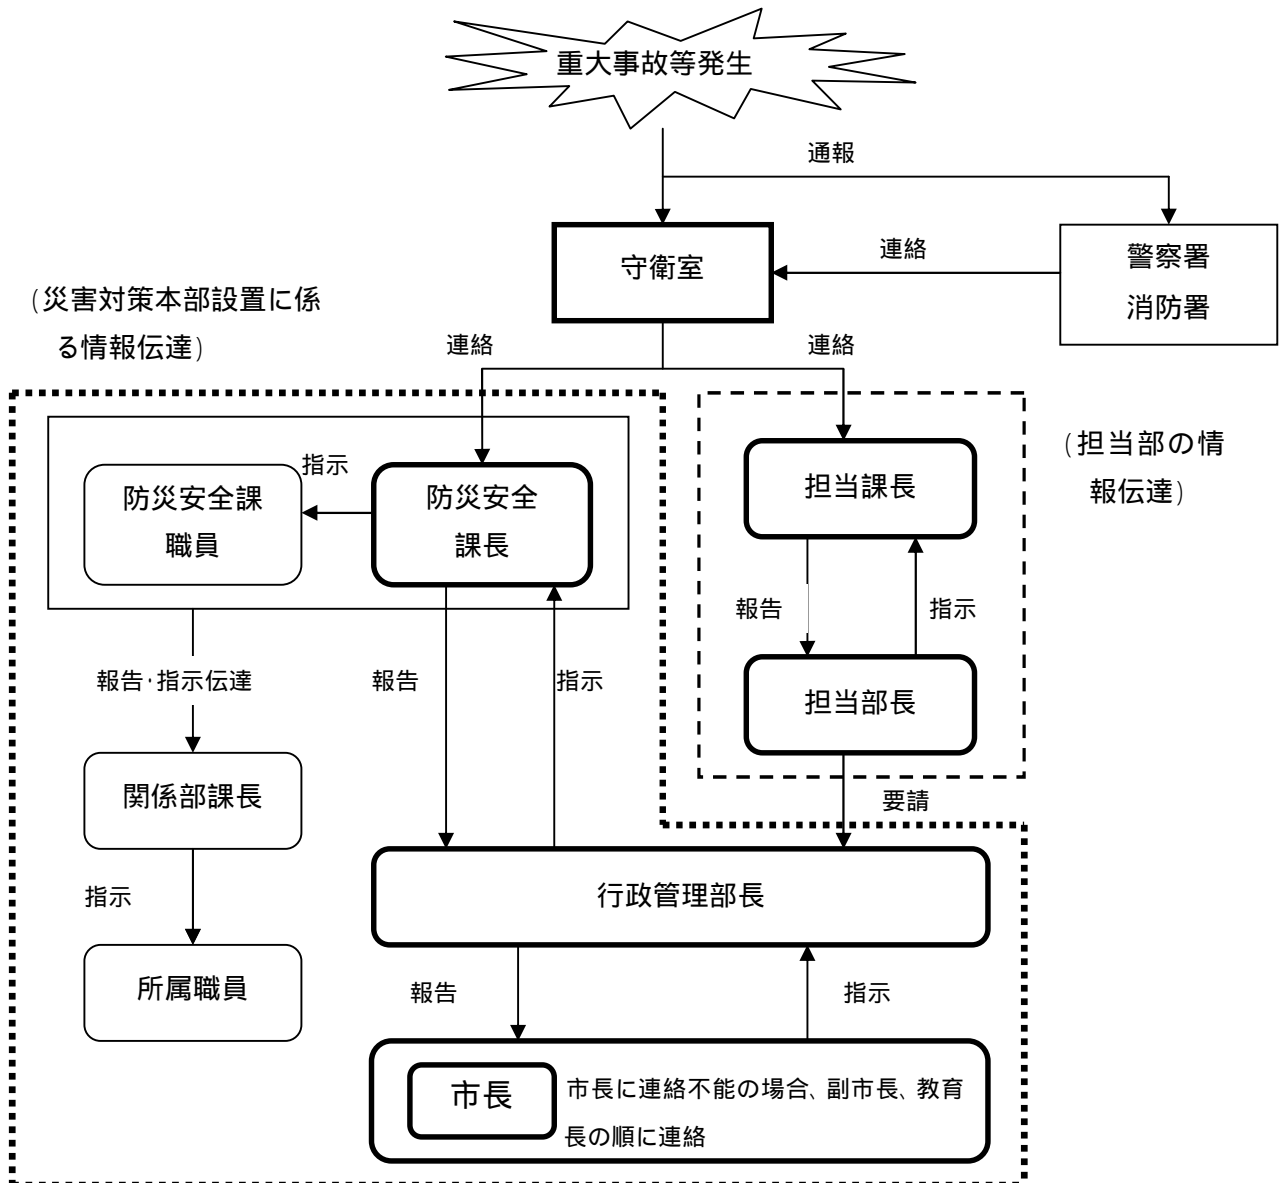 重大事故等発生
通報
守衛室
連絡
警察署
消防署
(災害対策本部設置に係
る情報伝達)
連絡
連絡
(担当部の情
報伝達)
指示
防災安全課
職員
防災安全
課長
担当課長
報告
指示
担当部長
報告・指示伝達
報告
指示
関係部課長
要請
指示
行政管理部長
所属職員
報告
指示
市長
市長に連絡不能の場合、副市長、教育
長の順に連絡